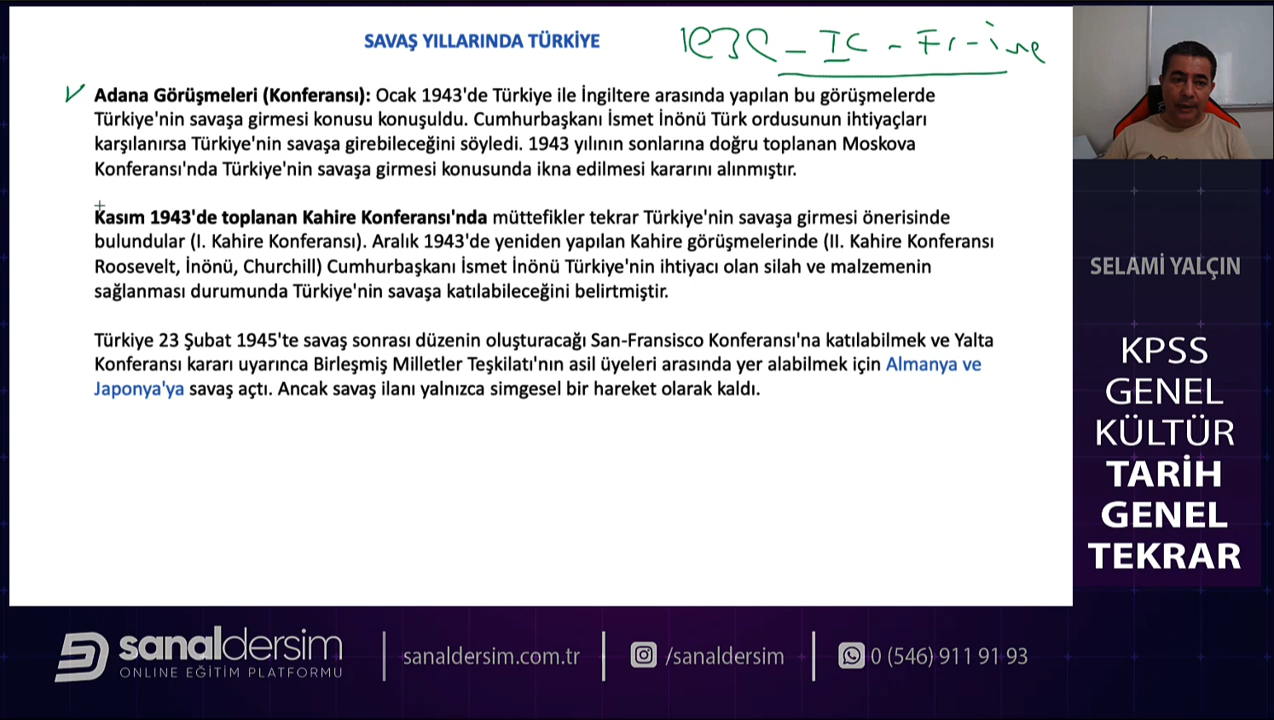 SAVAŞ YILLARINDA TÜRKİYE
Adana Görüşmeleri (Konferansı): Ocak 1943'de Türkiye ile İngiltere arasında yapılan bu görüşmelerde
Türkiye'nin savaşa girmesi konusu konuşuldu. Cumhurbaşkanı İsmet İnönü Türk ordusunun ihtiyaçları
karşılanırsa Türkiye'nin savaşa girebileceğini söyledi. 1943 yılının sonlarına doğru toplanan Moskova
Konferansı'nda Türkiye'nin savaşa girmesi konusunda ikna edilmesi kararını alınmıştır.
Kasım 1943'de toplanan Kahire Konferansı'nda müttefikler tekrar Türkiye'nin savaşa girmesi önerisinde
bulundular (I. Kahire Konferansı). Aralık 1943'de yeniden yapılan Kahire görüşmelerinde (II. Kahire Konferansı
Roosevelt, İnönü, Churchill) Cumhurbaşkanı İsmet İnönü Türkiye'nin ihtiyacı olan silah ve malzemenin
sağlanması durumunda Türkiye'nin savaşa katılabileceğini belirtmiştir.
Türkiye 23 Şubat 1945'te savaş sonrası düzenin oluşturacağı San-Fransisco Konferansı'na katılabilmek ve Yalta
Konferansı kararı uyarınca Birleşmiş Milletler Teşkilatı'nın asil üyeleri arasında yer alabilmek için Almanya ve
Japonya'ya savaş açtı. Ancak savaş ilanı yalnızca simgesel bir hareket olarak kaldı.
SELAMİ YALÇIN
KPSS
GENEL
KÜLTÜR
TARİH
GENEL
TEKRAR
sanaldersim
ONLINE EĞİTİM PLATFORMU
sanaldersim.com.tr
/sanaldersim
0 (546) 911 91 93